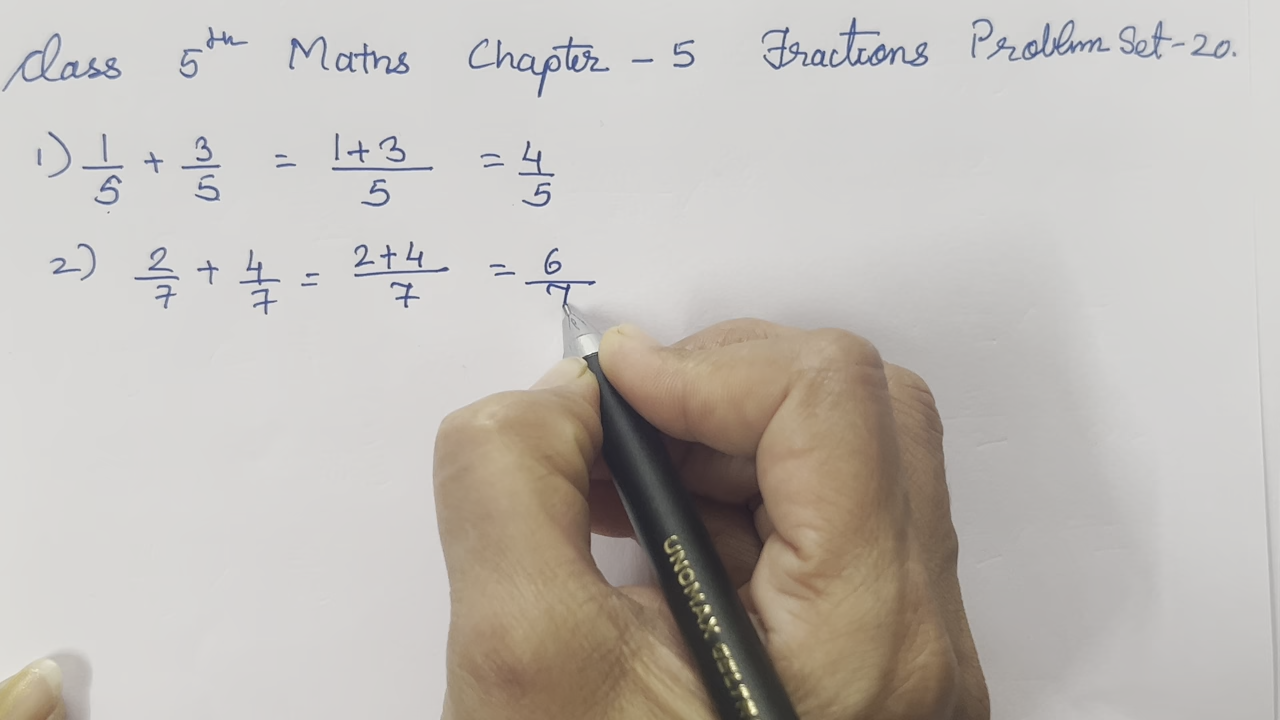 Class 5th Maths Chapter - 5 Fractions Problem Set-20.
1) 1/5 + 3/5 = 1+3/5 = 4/5
2) 2/7 + 4/7 = 2+4/7 = 6/7
UNOMAX